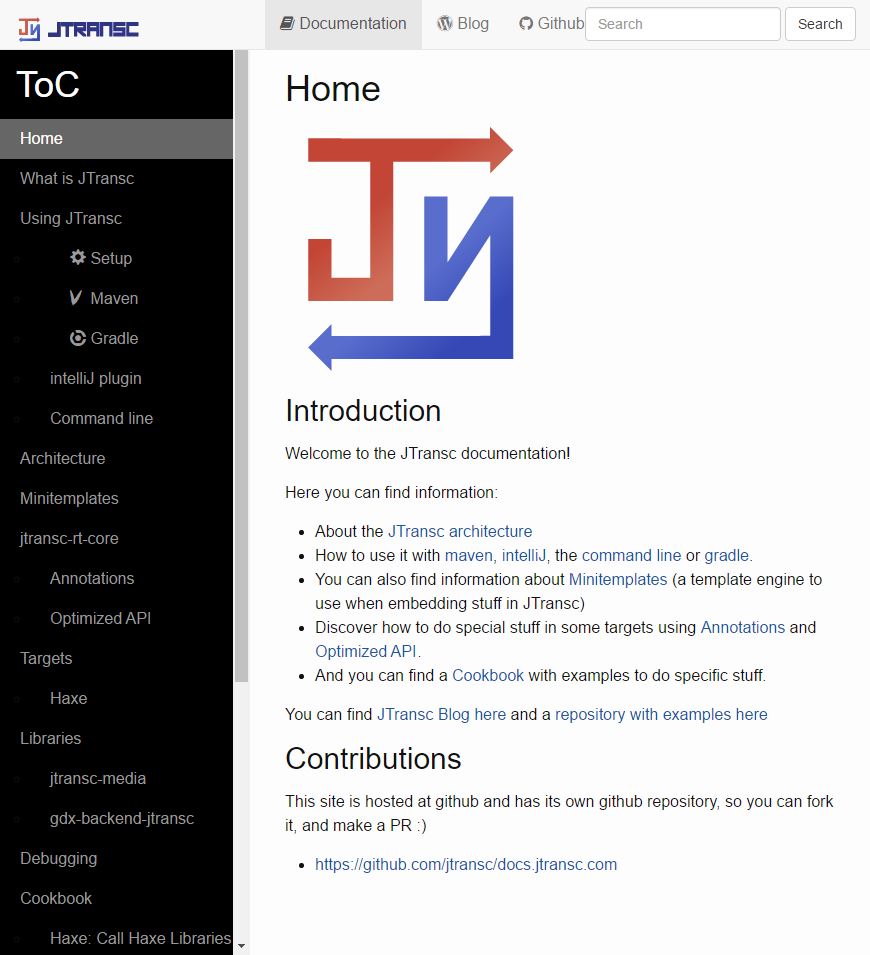 JTRANSC
Documentation
Blog
Github
Search
Search
ToC
Home
What is JTransc
Using JTransc
Setup
Maven
Gradle
intelliJ plugin
Command line
Architecture
Minitemplates
jtransc-rt-core
Annotations
Optimized API
Targets
Haxe
Libraries
jtransc-media
gdx-backend-jtransc
Debugging
Cookbook
Haxe: Call Haxe Libraries
Home
Introduction
Welcome to the JTransc documentation!
Here you can find information:
About the JTransc architecture
How to use it with maven, intelliJ, the command line or gradle.
You can also find information about Minitemplates (a template engine to
use when embedding stuff in JTransc)
Discover how to do special stuff in some targets using Annotations and
Optimized API.
And you can find a Cookbook with examples to do specific stuff.
You can find JTransc Blog here and a repository with examples here
Contributions
This site is hosted at github and has its own github repository, so you can fork
it, and make a PR :)
https://github.com/jtransc/docs.jtransc.com